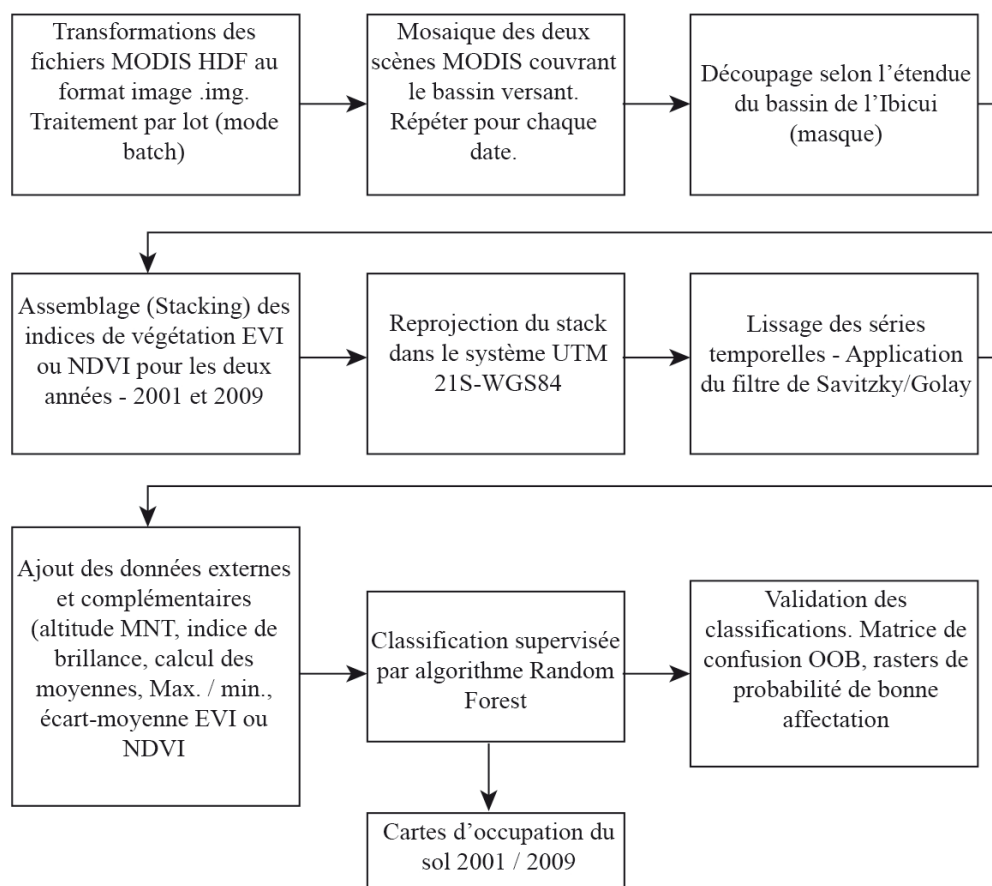 Transformations des
fichiers MODIS HDF au
format image .img.
Traitement par lot (mode
batch)
Mosaique des deux
scènes MODIS couvrant
le bassin versant.
Répéter pour chaque
date.
Découpage selon l’étendue
du bassin de l’Ibicui
(masque)
Assemblage (Stacking) des
indices de végétation EVI
ou NDVI pour les deux
années - 2001 et 2009
Reprojection du stack
dans le système UTM
21S-WGS84
Lissage des séries
temporelles - Application
du filtre de Savitzky/Golay
Ajout des données externes
et complémentaires
(altitude MNT, indice de
brillance, calcul des
moyennes, Max. / min.,
écart-moyenne EVI ou
NDVI
Classification supervisée
par algorithme Random
Forest
Validation des
classifications. Matrice de
confusion OOB, rasters de
probabilité de bonne
affectation
Cartes d’occupation du
sol 2001 / 2009